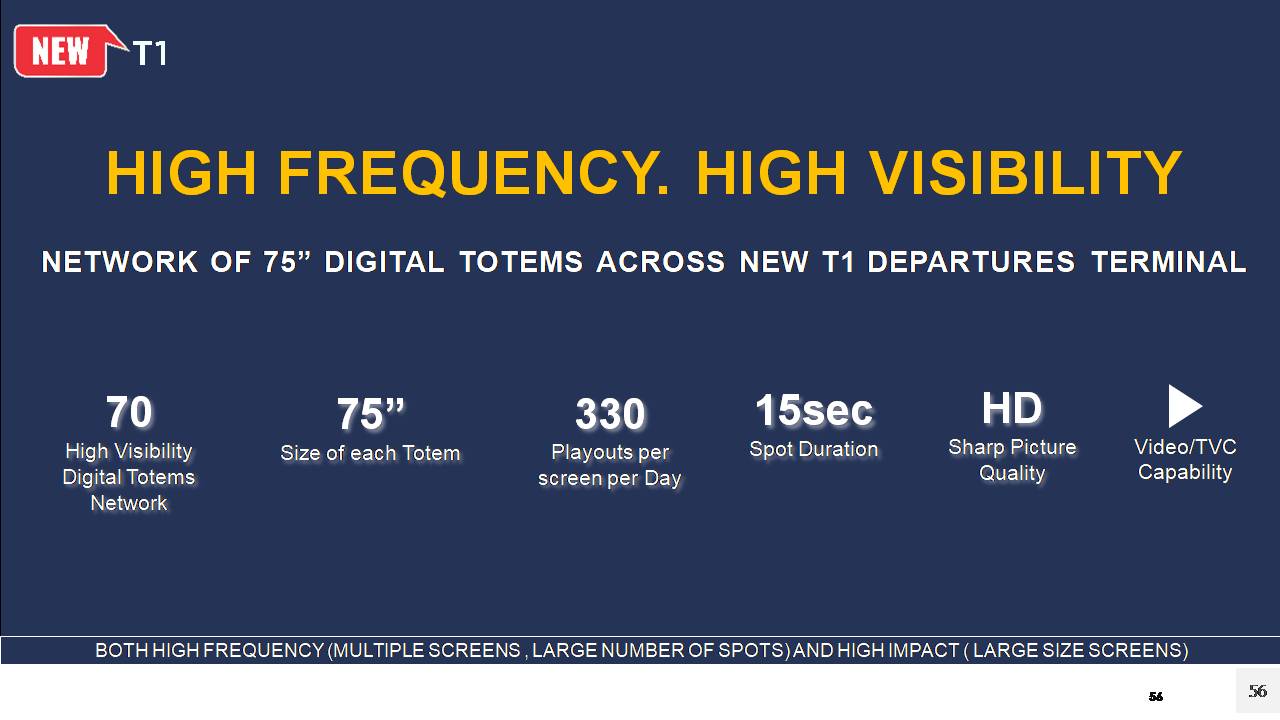 NEW T1
HIGH FREQUENCY. HIGH VISIBILITY
NETWORK OF 75” DIGITAL TOTEMS ACROSS NEW T1 DEPARTURES TERMINAL
70
High Visibility
Digital Totems
Network
75”
Size of each Totem
330
Playouts per
screen per Day
15sec
Spot Duration
HD
Sharp Picture
Quality
Video/TVC
Capability
BOTH HIGH FREQUENCY (MULTIPLE SCREENS , LARGE NUMBER OF SPOTS) AND HIGH IMPACT ( LARGE SIZE SCREENS)
56
56